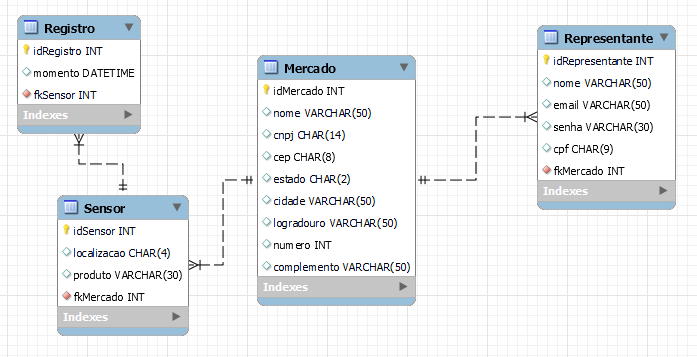 Registro
idRegistro INT
momento DATETIME
fkSensor INT
Indexes
Sensor
idSensor INT
localizacao CHAR(4)
produto VARCHAR(30)
fkMercado INT
Indexes
Mercado
idMercado INT
nome VARCHAR(50)
cnpj CHAR(14)
cep CHAR(8)
estado CHAR(2)
cidade VARCHAR(50)
logradouro VARCHAR(50)
numero INT
complemento VARCHAR(50)
Indexes
Representante
idRepresentante INT
nome VARCHAR(50)
email VARCHAR(50)
senha VARCHAR(30)
cpf CHAR(9)
fkMercado INT
Indexes